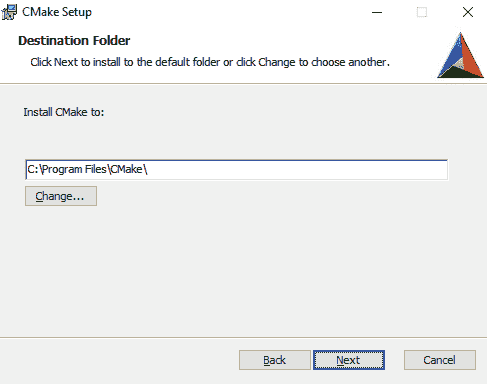 CMake Setup
Destination Folder
Click Next to install to the default folder or click Change to choose another.
Install CMake to:
C:\Program Files\CMake\
Change...
Back
Next
Cancel